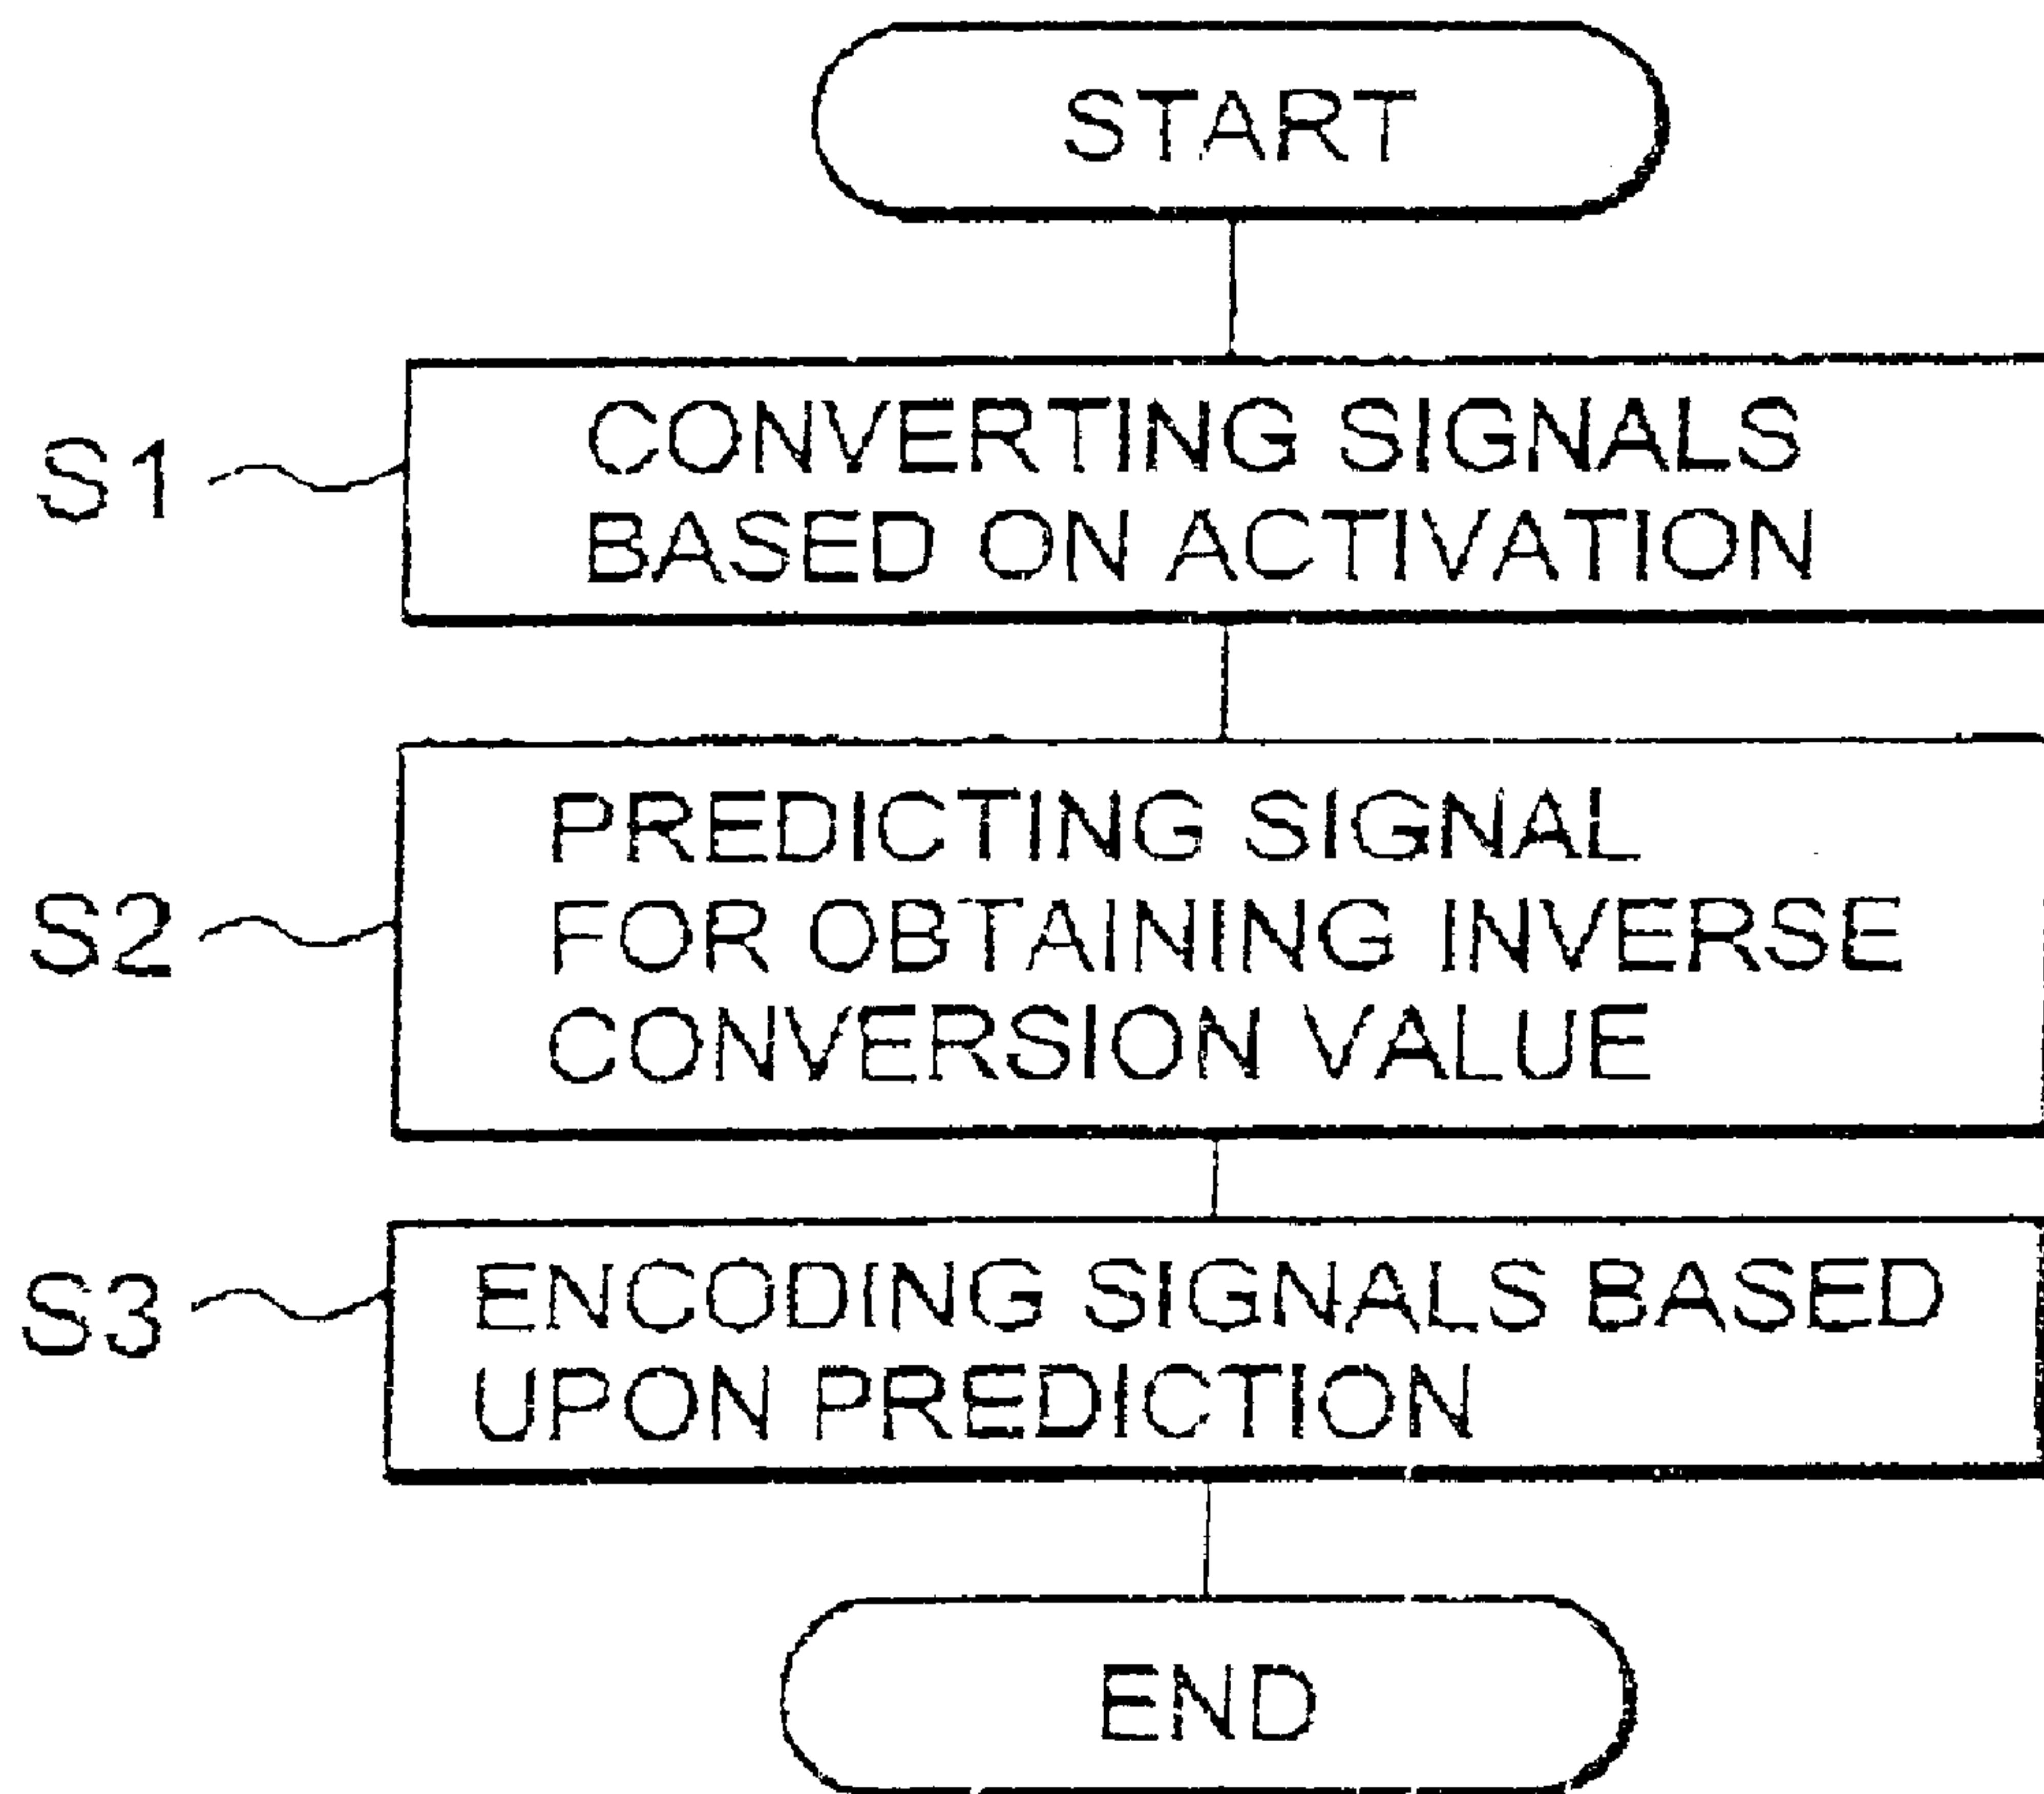 START
S1
CONVERTING SIGNALS
BASED ON ACTIVATION
S2
PREDICTING SIGNAL
FOR OBTAINING INVERSE
CONVERSION VALUE
S3
ENCODING SIGNALS BASED
UPON PREDICTION
END